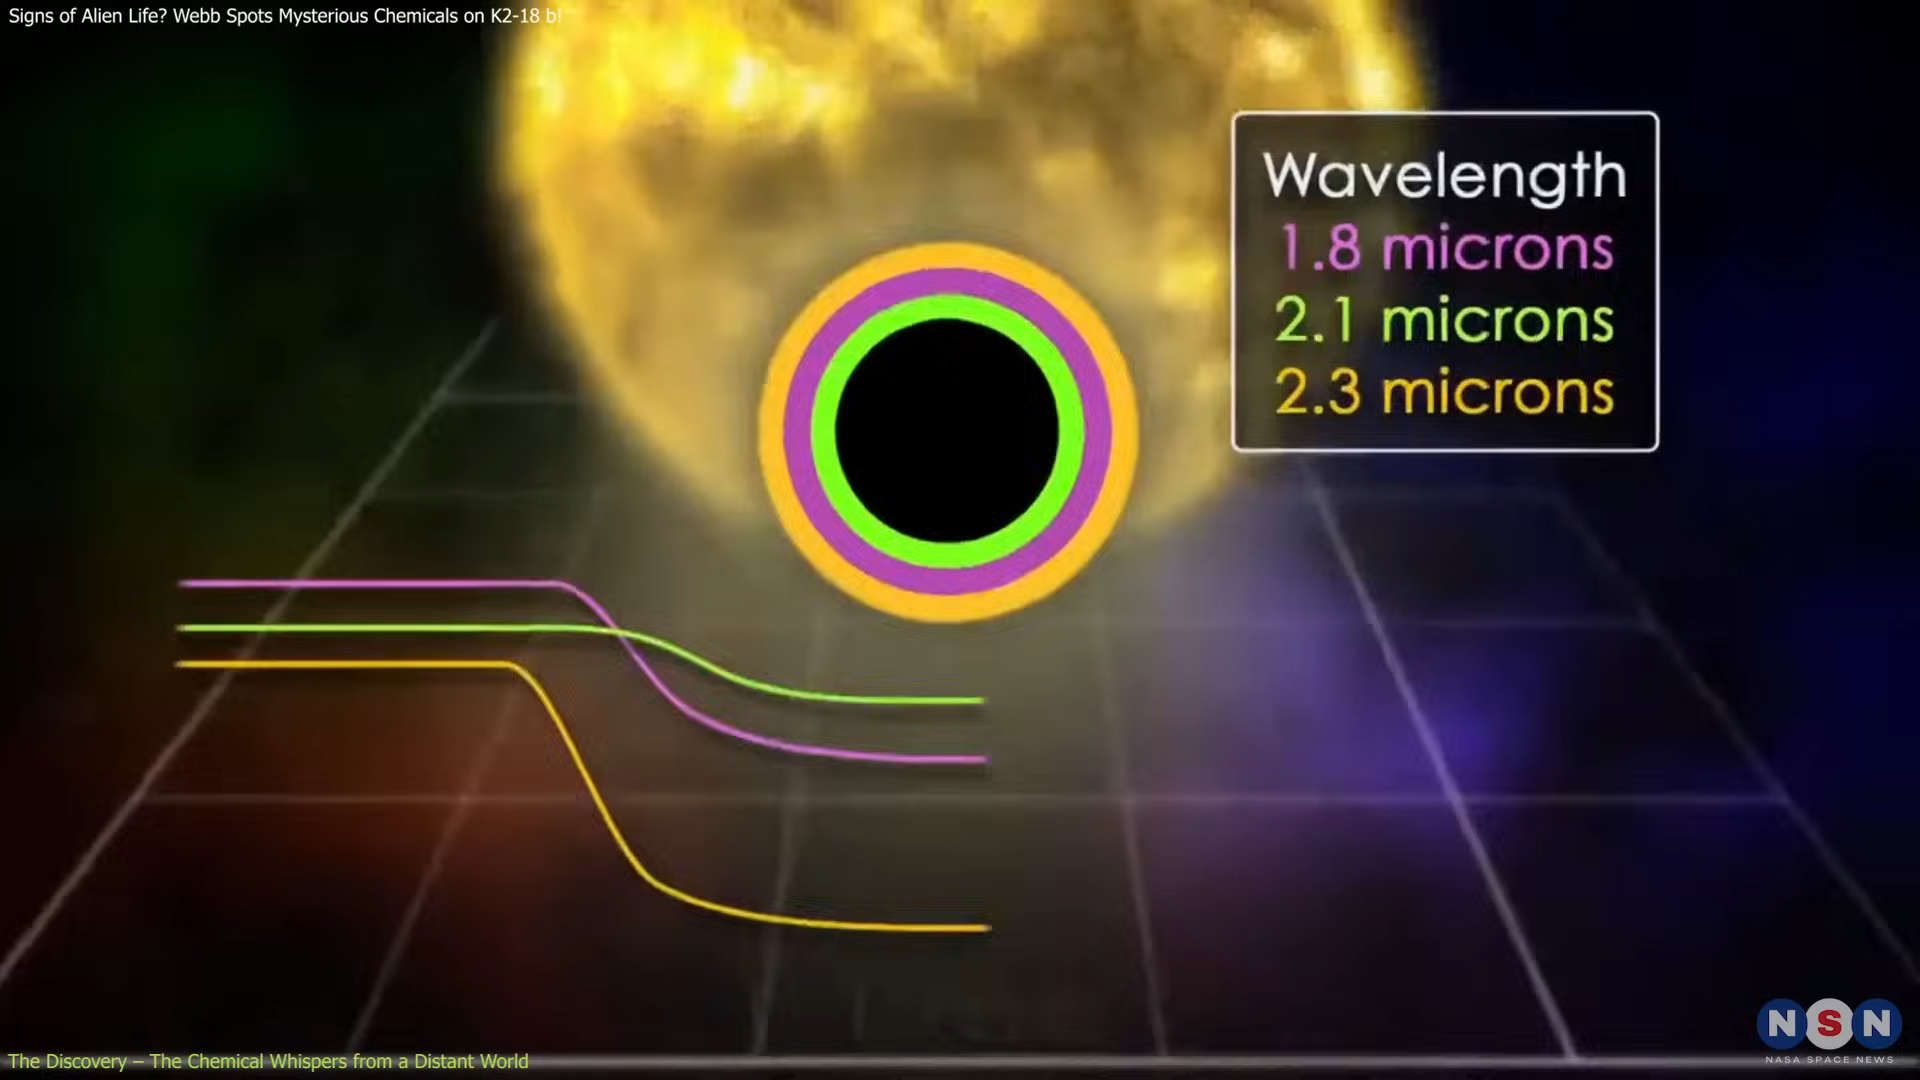 Signs of Alien Life? Webb Spots Mysterious Chemicals on K2-18 b!
Wavelength
1.8 microns
2.1 microns
2.3 microns
NSN
NASA SPACE NEWS
The Discovery – The Chemical Whispers from a Distant World